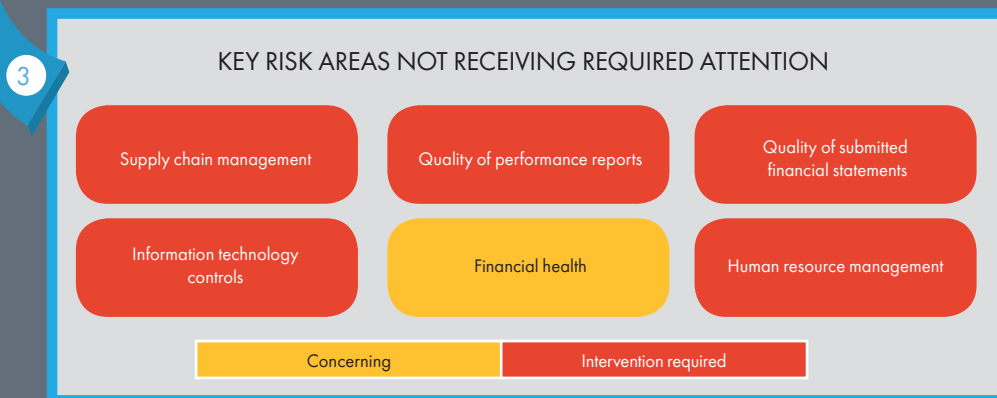 3
KEY RISK AREAS NOT RECEIVING REQUIRED ATTENTION
Supply chain management
Quality of performance reports
Quality of submitted
financial statements
Information technology
controls
Financial health
Human resource management
Concerning
Intervention required